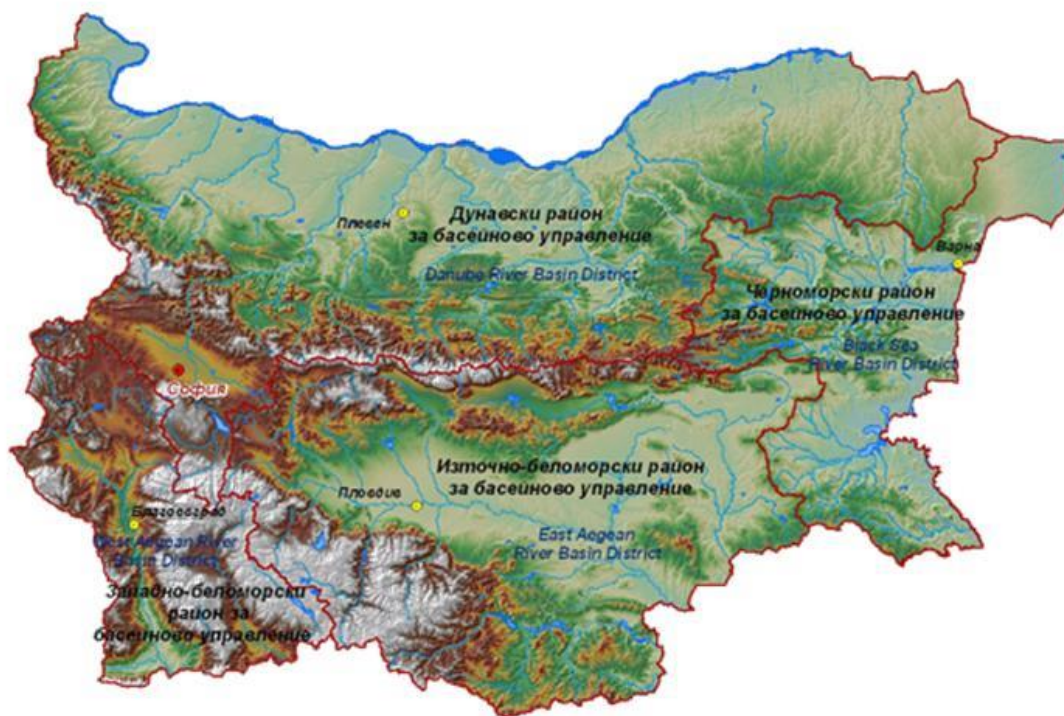 Плевен
Дунавски район
за басейново управление
Danube River Basin District
Варна
Черноморски район
за басейново управление
Black Sea
River Basin District
София
Източно-беломорски район
за басейново управление
Пловдив
East Aegean
River Basin District
Благоевград
West Aegean River
Basin District
Западно-беломорски
район за
басейново управление